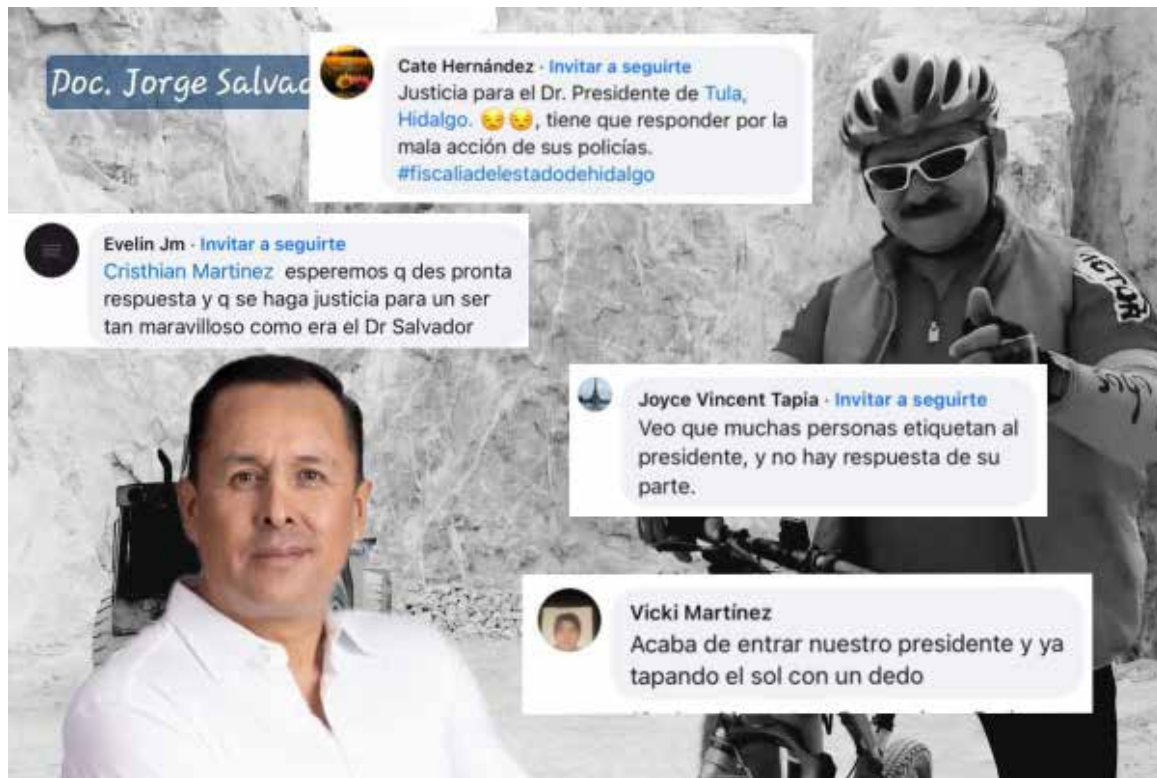 Doc. Jorge Salvad
Cate Hernández · Invitar a seguirte
Justicia para el Dr. Presidente de Tula,
Hidalgo. 😔😔, tiene que responder por la
mala acción de sus policías.
#fiscaliadelestadodehidalgo
Evelin Jm · Invitar a seguirte
Cristhian Martinez esperemos q des pronta
respuesta y q se haga justicia para un ser
tan maravilloso como era el Dr Salvador
Joyce Vincent Tapia · Invitar a seguirte
Veo que muchas personas etiquetan al
presidente, y no hay respuesta de su
parte.
Vicki Martínez
Acaba de entrar nuestro presidente y ya
tapando el sol con un dedo